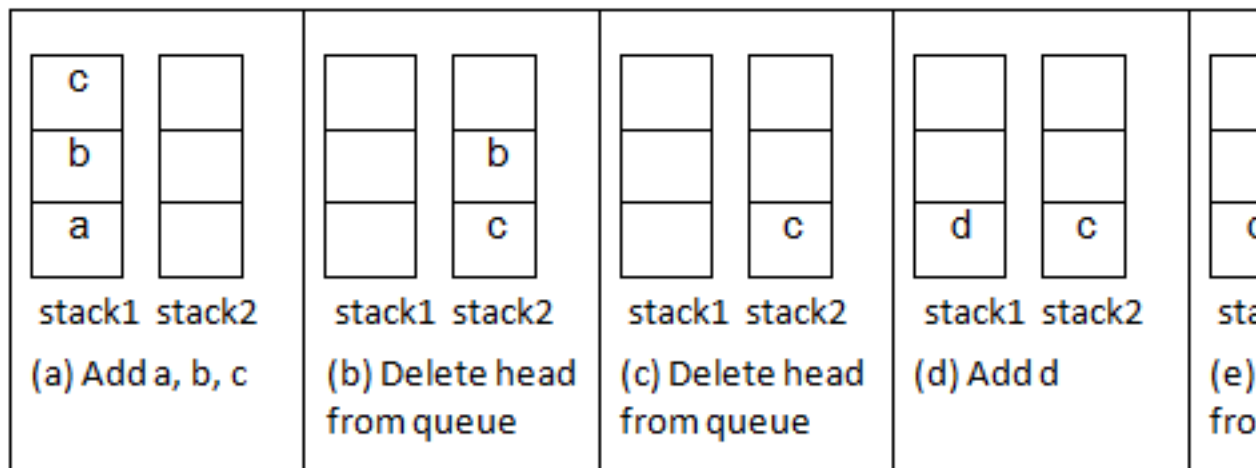 c
b
a
stack1 stack2
(a) Add a, b, c
b
c
stack1 stack2
(b) Delete head
from queue
c
stack1 stack2
(c) Delete head
from queue
d c
stack1 stack2
(d) Add d
(e)